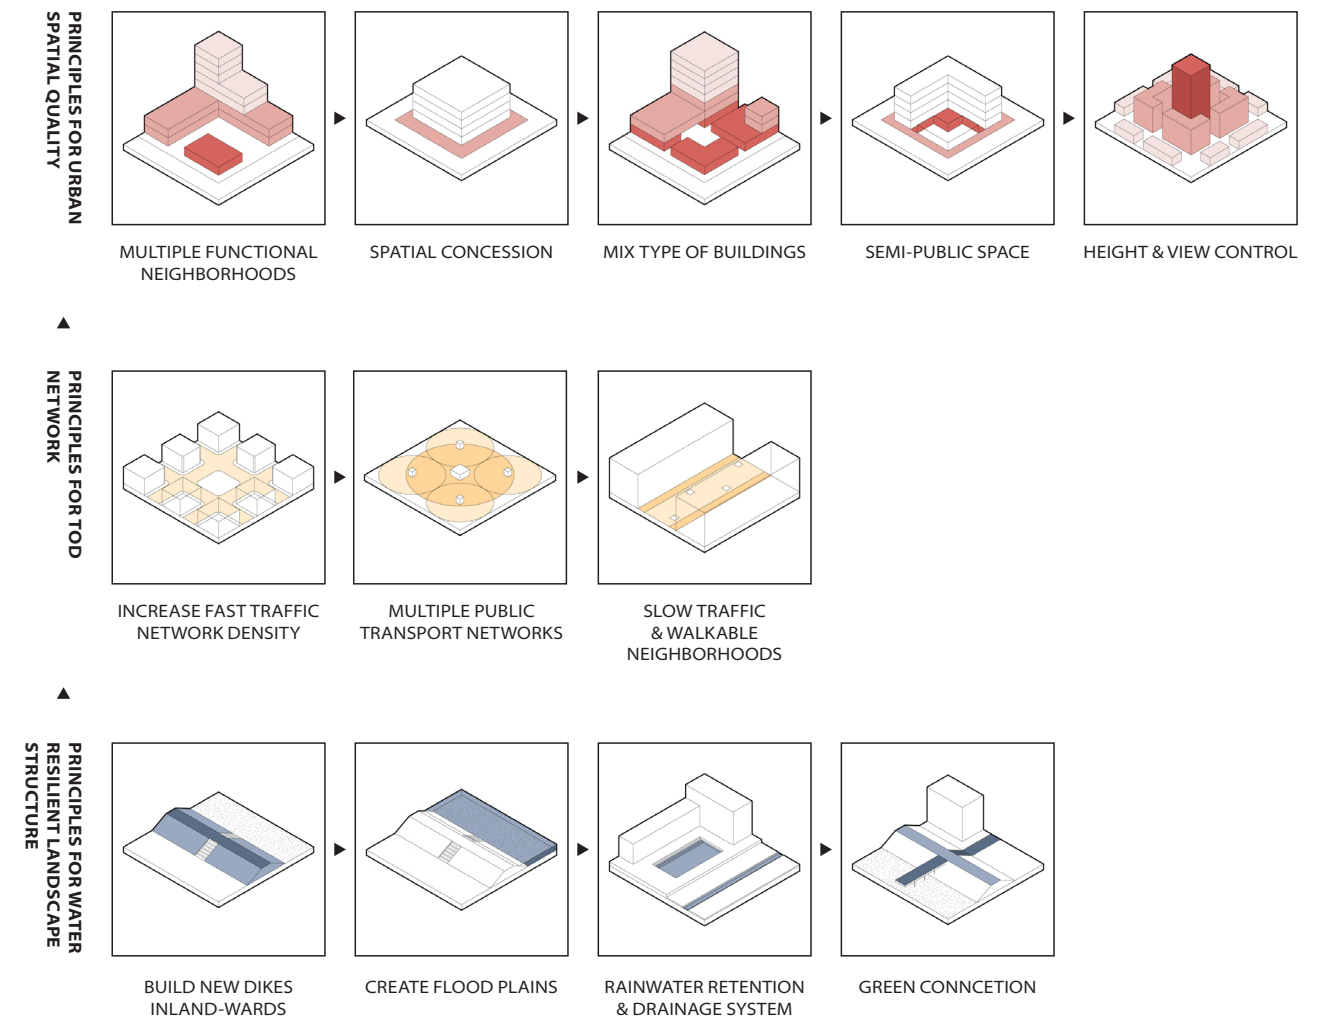 PRINCIPLES FOR URBAN
SPATIAL QUALITY
MULTIPLE FUNCTIONAL
NEIGHBORHOODS
SPATIAL CONCESSION
MIX TYPE OF BUILDINGS
SEMI-PUBLIC SPACE
HEIGHT & VIEW CONTROL
PRINCIPLES FOR TOD
NETWORK
INCREASE FAST TRAFFIC
NETWORK DENSITY
MULTIPLE PUBLIC
TRANSPORT NETWORKS
SLOW TRAFFIC
& WALKABLE
NEIGHBORHOODS
PRINCIPLES FOR WATER
RESILIENT LANDSCAPE
STRUCTURE
BUILD NEW DIKES
INLAND-WARDS
CREATE FLOOD PLAINS
RAINWATER RETENTION
& DRAINAGE SYSTEM
GREEN CONNCETION